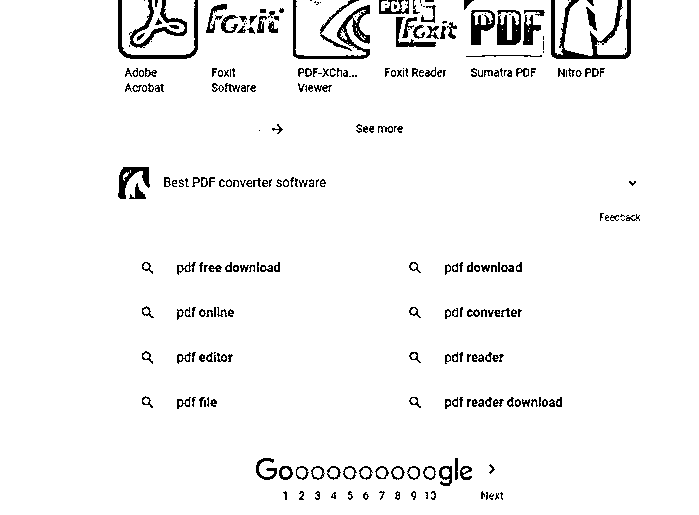 Foxit
PDF
Foxit
PDF
Adobe
Acrobat
Foxit
Software
PDF-XCha...
Viewer
Foxit Reader
Sumatra PDF
Nitro PDF
See more
Best PDF converter software
Feedback
pdf free download
pdf download
pdf online
pdf converter
pdf editor
pdf reader
pdf file
pdf reader download
Goooooooooogle
1 2 3 4 5 6 7 8 9 10
Next